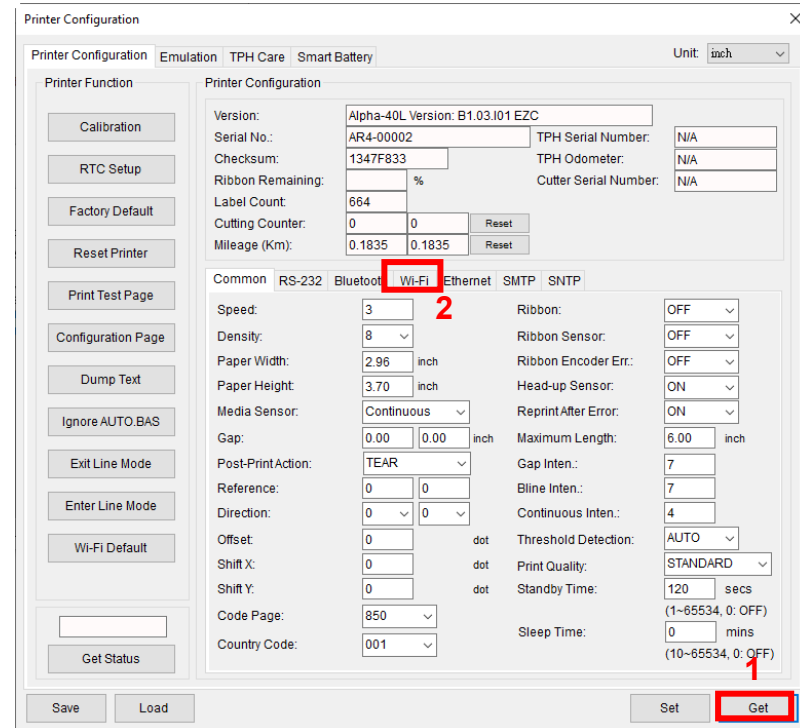 Printer Configuration
Printer Configuration Emulation TPH Care Smart Battery Unit: inch
Printer Function
Calibration
RTC Setup
Factory Default
Reset Printer
Print Test Page
Configuration Page
Dump Text
Ignore AUTO.BAS
Exit Line Mode
Enter Line Mode
Wi-Fi Default
Get Status
Printer Configuration
Version: Alpha-40L Version: B1.03.I01 EZC
Serial No.: AR4-00002 TPH Serial Number: N/A
Checksum: 1347F833 TPH Odometer: N/A
Ribbon Remaining: % Cutter Serial Number: N/A
Label Count: 664
Cutting Counter: 0 0 Reset
Mileage (Km): 0.1835 0.1835 Reset
Common RS-232 Bluetoot Wi-Fi Ethernet SMTP SNTP
2
Speed: 3 Ribbon: OFF
Density: 8 Ribbon Sensor: OFF
Paper Width: 2.96 inch Ribbon Encoder Err.: OFF
Paper Height: 3.70 inch Head-up Sensor: ON
Media Sensor: Continuous Reprint After Error: ON
Gap: 0.00 0.00 inch Maximum Length: 6.00 inch
Post-Print Action: TEAR Gap Inten.: 7
Reference: 0 0 Bline Inten.: 7
Direction: 0 0 Continuous Inten.: 4
Offset: 0 dot Threshold Detection: AUTO
Shift X: 0 dot Print Quality: STANDARD
Shift Y: 0 dot Standby Time: 120 secs
(1~65534, 0: OFF)
Code Page: 850
Sleep Time: 0 mins
Country Code: 001
(10~65534, 0: OFF)
1
Save Load Set Get